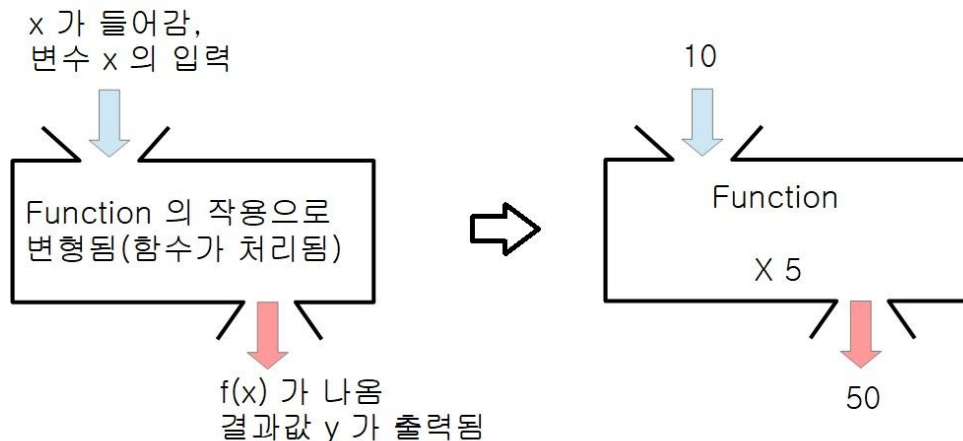 x 가 들어감,
변수 x 의 입력
Function 의 작용으로
변형됨(함수가 처리됨)
f(x) 가 나옴
결과값 y 가 출력됨
10
Function
X 5
50